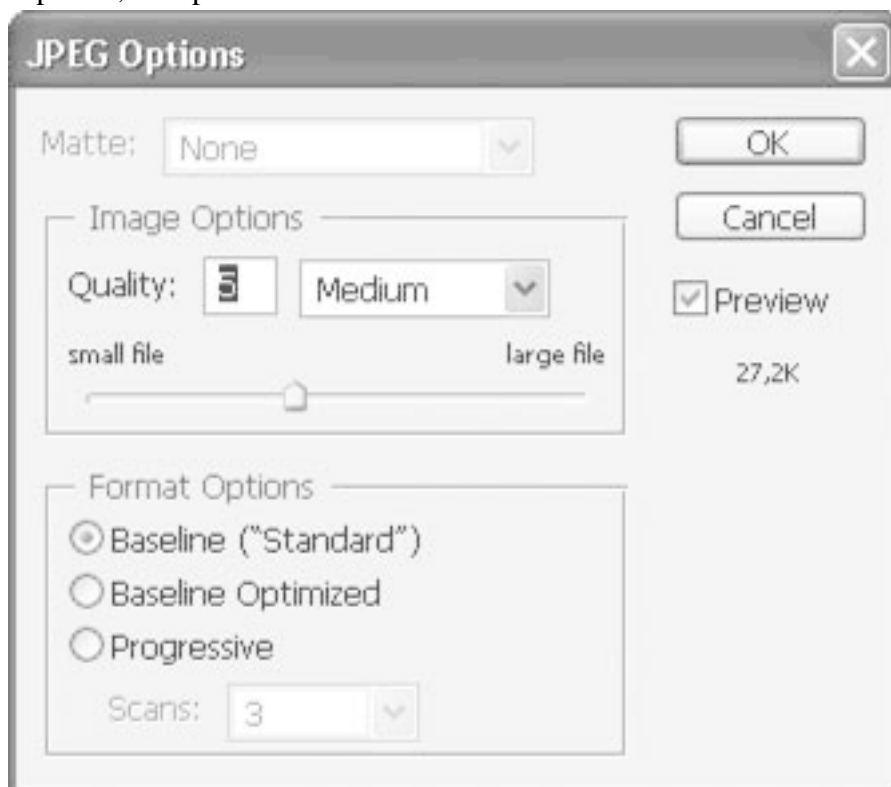 JPEG Options
Matte: None
OK
Image Options
Cancel
Quality: 5 Medium
Preview
small file large file
27,2K
Format Options
Baseline ("Standard")
Baseline Optimized
Progressive
Scans: 3